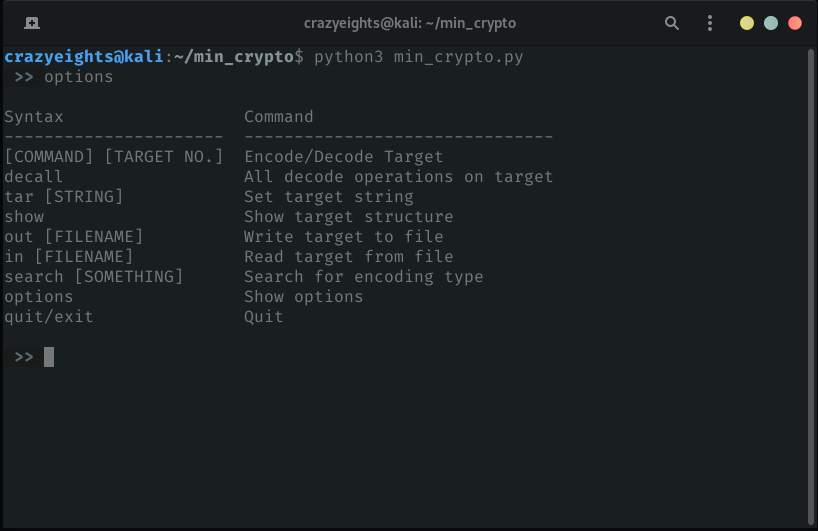 crazyeights@kali: ~/min_crypto
crazyeights@kali:~/min_crypto$ python3 min_crypto.py
>> options
Syntax                  Command
----------------------  -------------------------------
[COMMAND] [TARGET NO.]  Encode/Decode Target
decall                  All decode operations on target
tar [STRING]            Set target string
show                    Show target structure
out [FILENAME]          Write target to file
in [FILENAME]           Read target from file
search [SOMETHING]      Search for encoding type
options                 Show options
quit/exit               Quit
>>